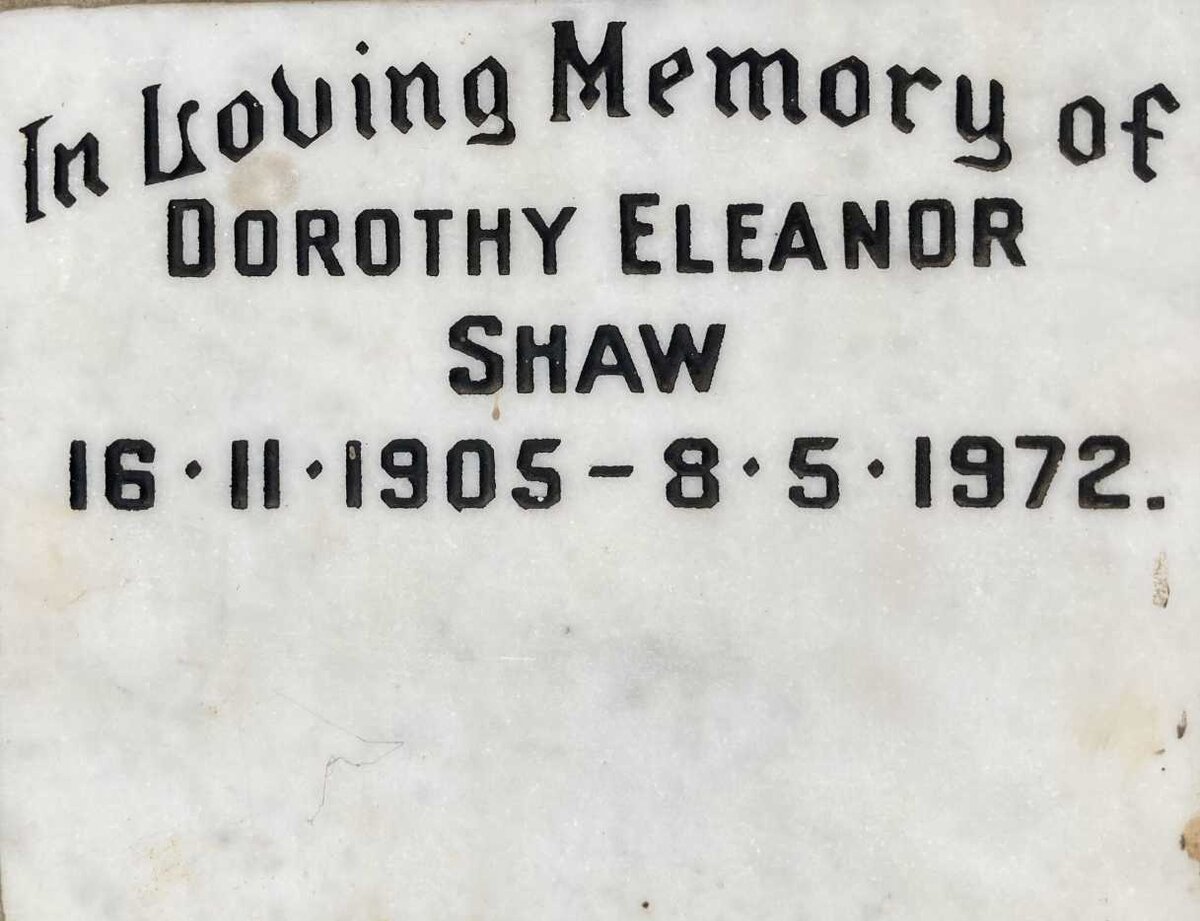 In Loving Memory of
DOROTHY ELEANOR
SHAW
16·11·1905-8·5·1972.